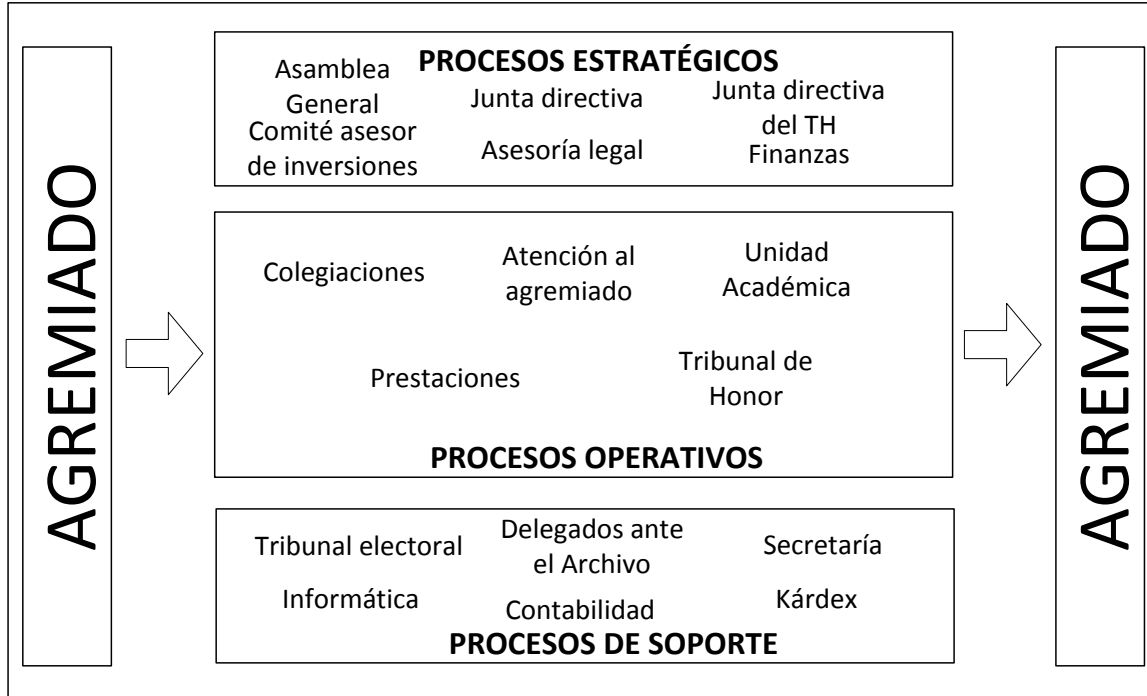 AGREMIADO
PROCESOS ESTRATÉGICOS
Asamblea
General
Junta directiva
Junta directiva
del TH
Comité asesor
de inversiones
Asesoría legal
Finanzas
Colegiaciones
Atención al
agremiado
Unidad
Académica
Prestaciones
Tribunal de
Honor
PROCESOS OPERATIVOS
Tribunal electoral
Delegados ante
el Archivo
Secretaría
Informática
Contabilidad
Kárdex
PROCESOS DE SOPORTE
AGREMIADO